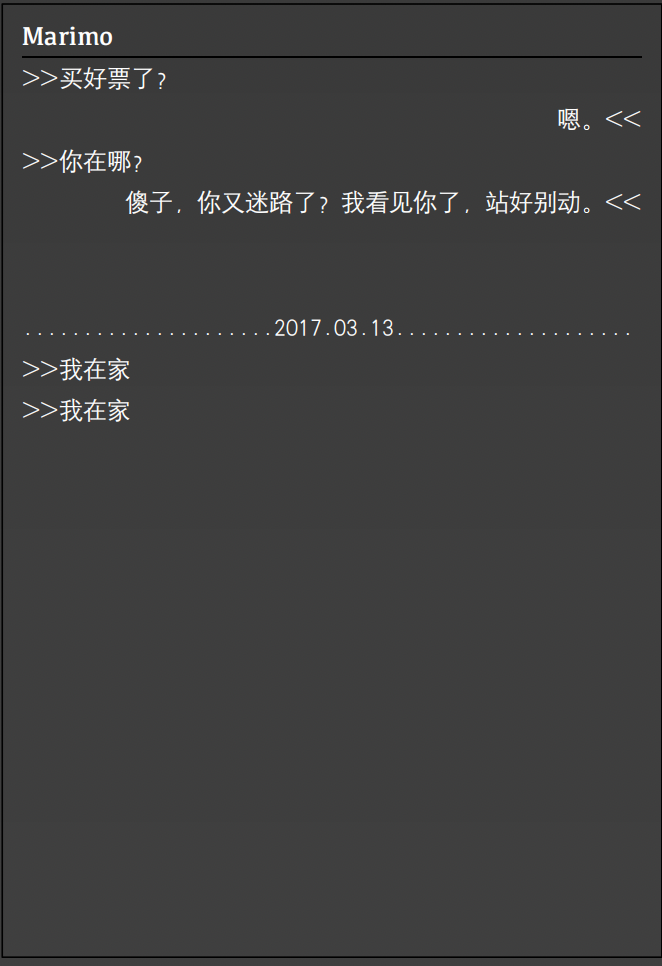 Marimo
>>买好票了?
嗯。<<
>>你在哪?
傻子，你又迷路了? 我看见你了，站好别动。<<
.....................2017.03.13....................
>>我在家
>>我在家